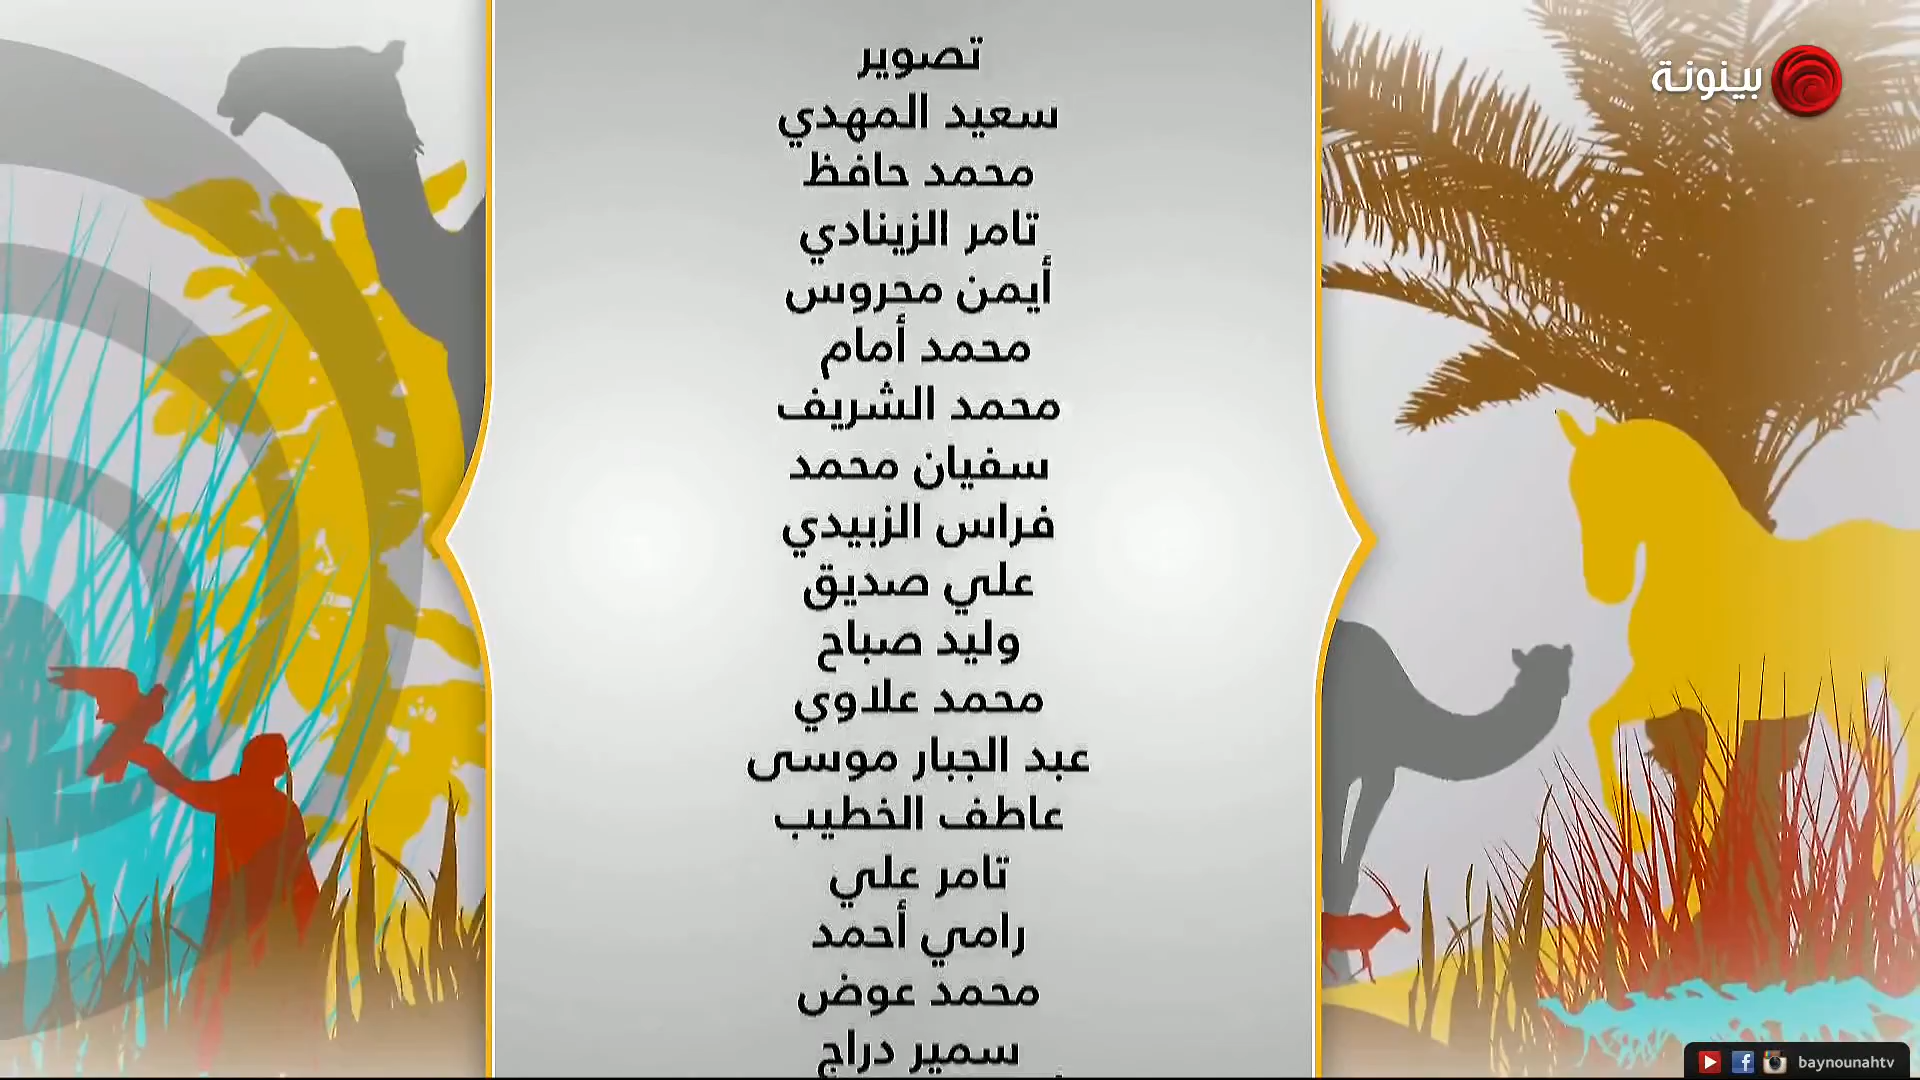 تصوير
سعيد المهدي
محمد حافظ
تامر الزينادي
أيمن محروس
محمد أمام
محمد الشريف
سفيان محمد
فراس الزبيدي
علي صديق
وليد صباح
محمد علاوي
عبد الجبار موسى
عاطف الخطيب
تامر علي
رامي أحمد
محمد عوض
سمير دراج
بينونة
baynounahtv